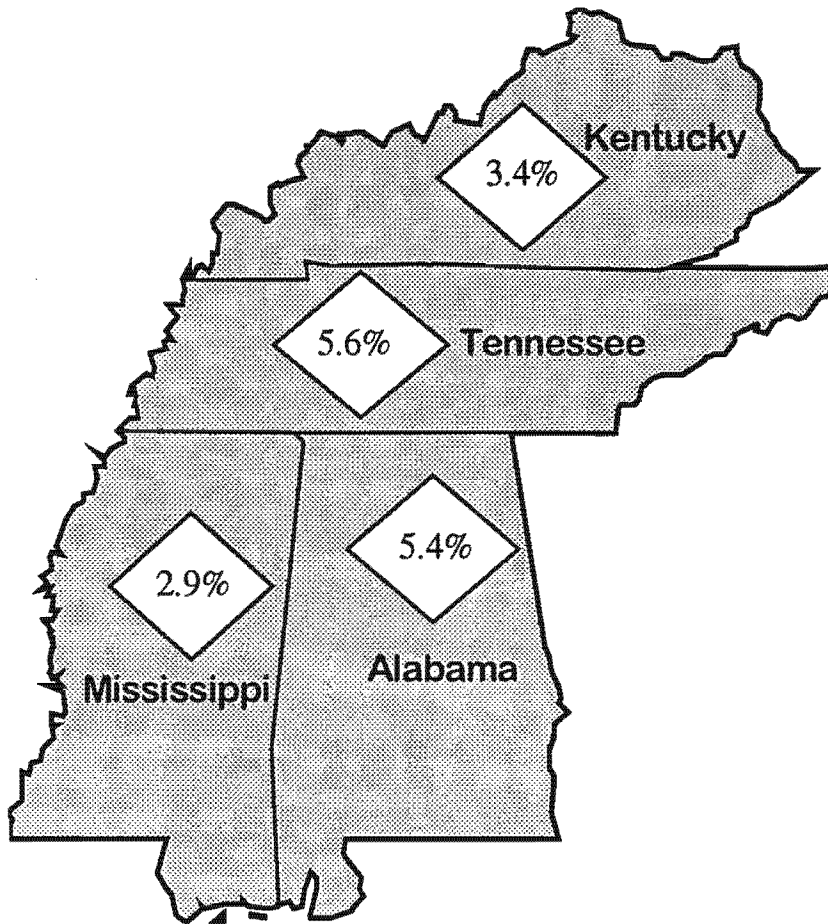 Kentucky
3.4%
5.6%
Tennessee
5.4%
2.9%
Alabama
Mississippi